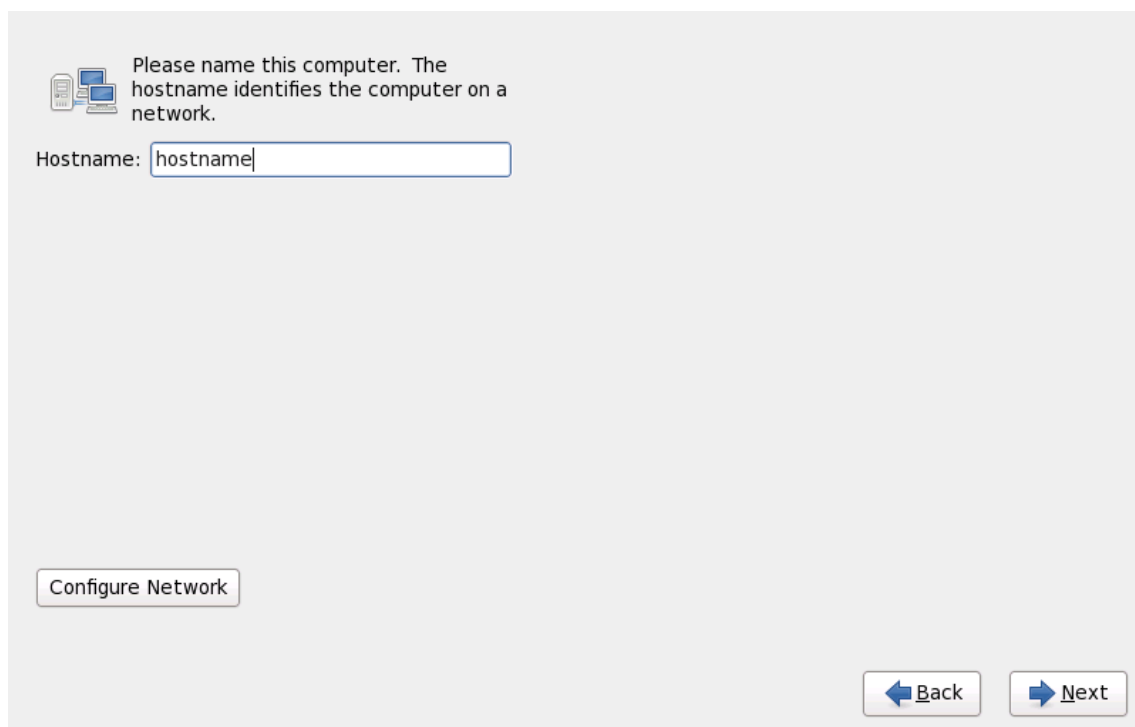 Please name this computer.  The
hostname identifies the computer on a
network.
Hostname: hostname
Configure Network
Back Next